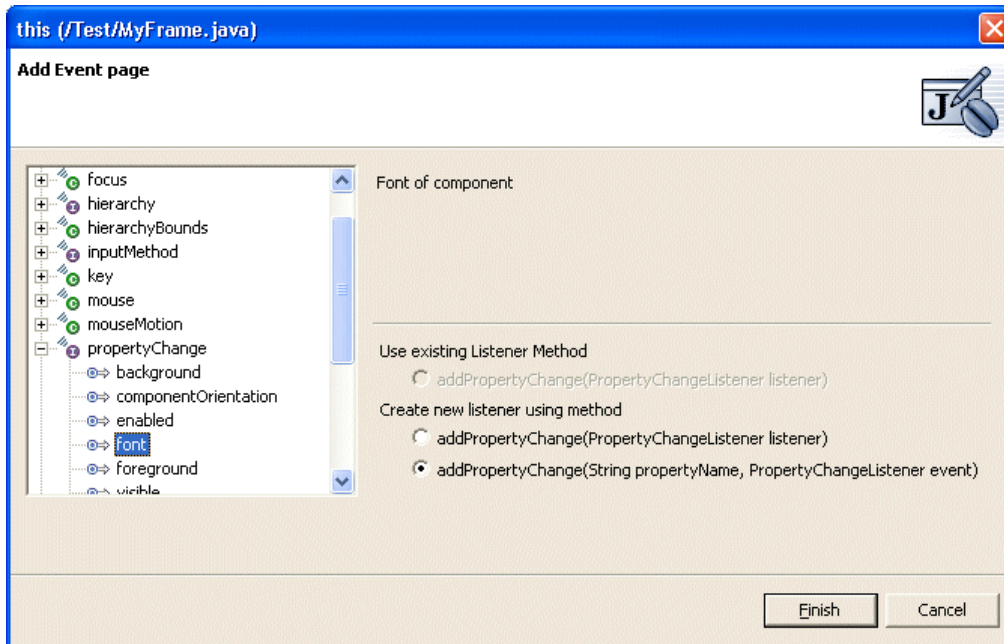 this (/Test/MyFrame.java)
Add Event page
J
focus
hierarchy
hierarchyBounds
inputMethod
key
mouse
mouseMotion
propertyChange
background
componentOrientation
enabled
font
foreground
visible
Font of component
Use existing Listener Method
addPropertyChange(PropertyChangeListener listener)
Create new listener using method
addPropertyChange(PropertyChangeListener listener)
addPropertyChange(String propertyName, PropertyChangeListener event)
Finish
Cancel